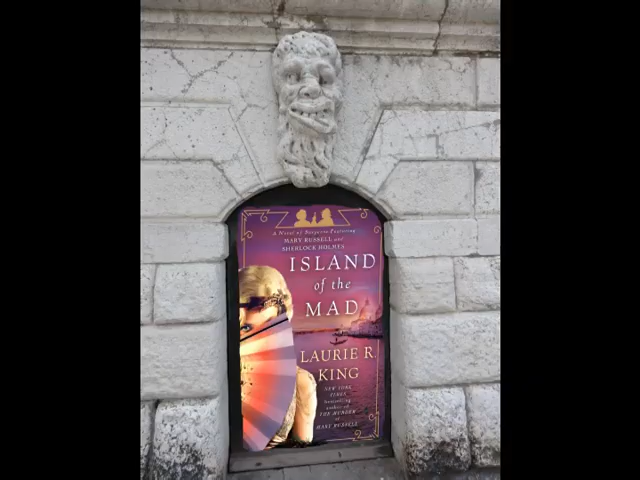 A Novel of Suspense Featuring
MARY RUSSELL and
SHERLOCK HOLMES
ISLAND
of the
MAD
LAURIE R.
KING
NEW YORK
TIMES
bestselling
author of
THE MURDER
of
MARY RUSSELL